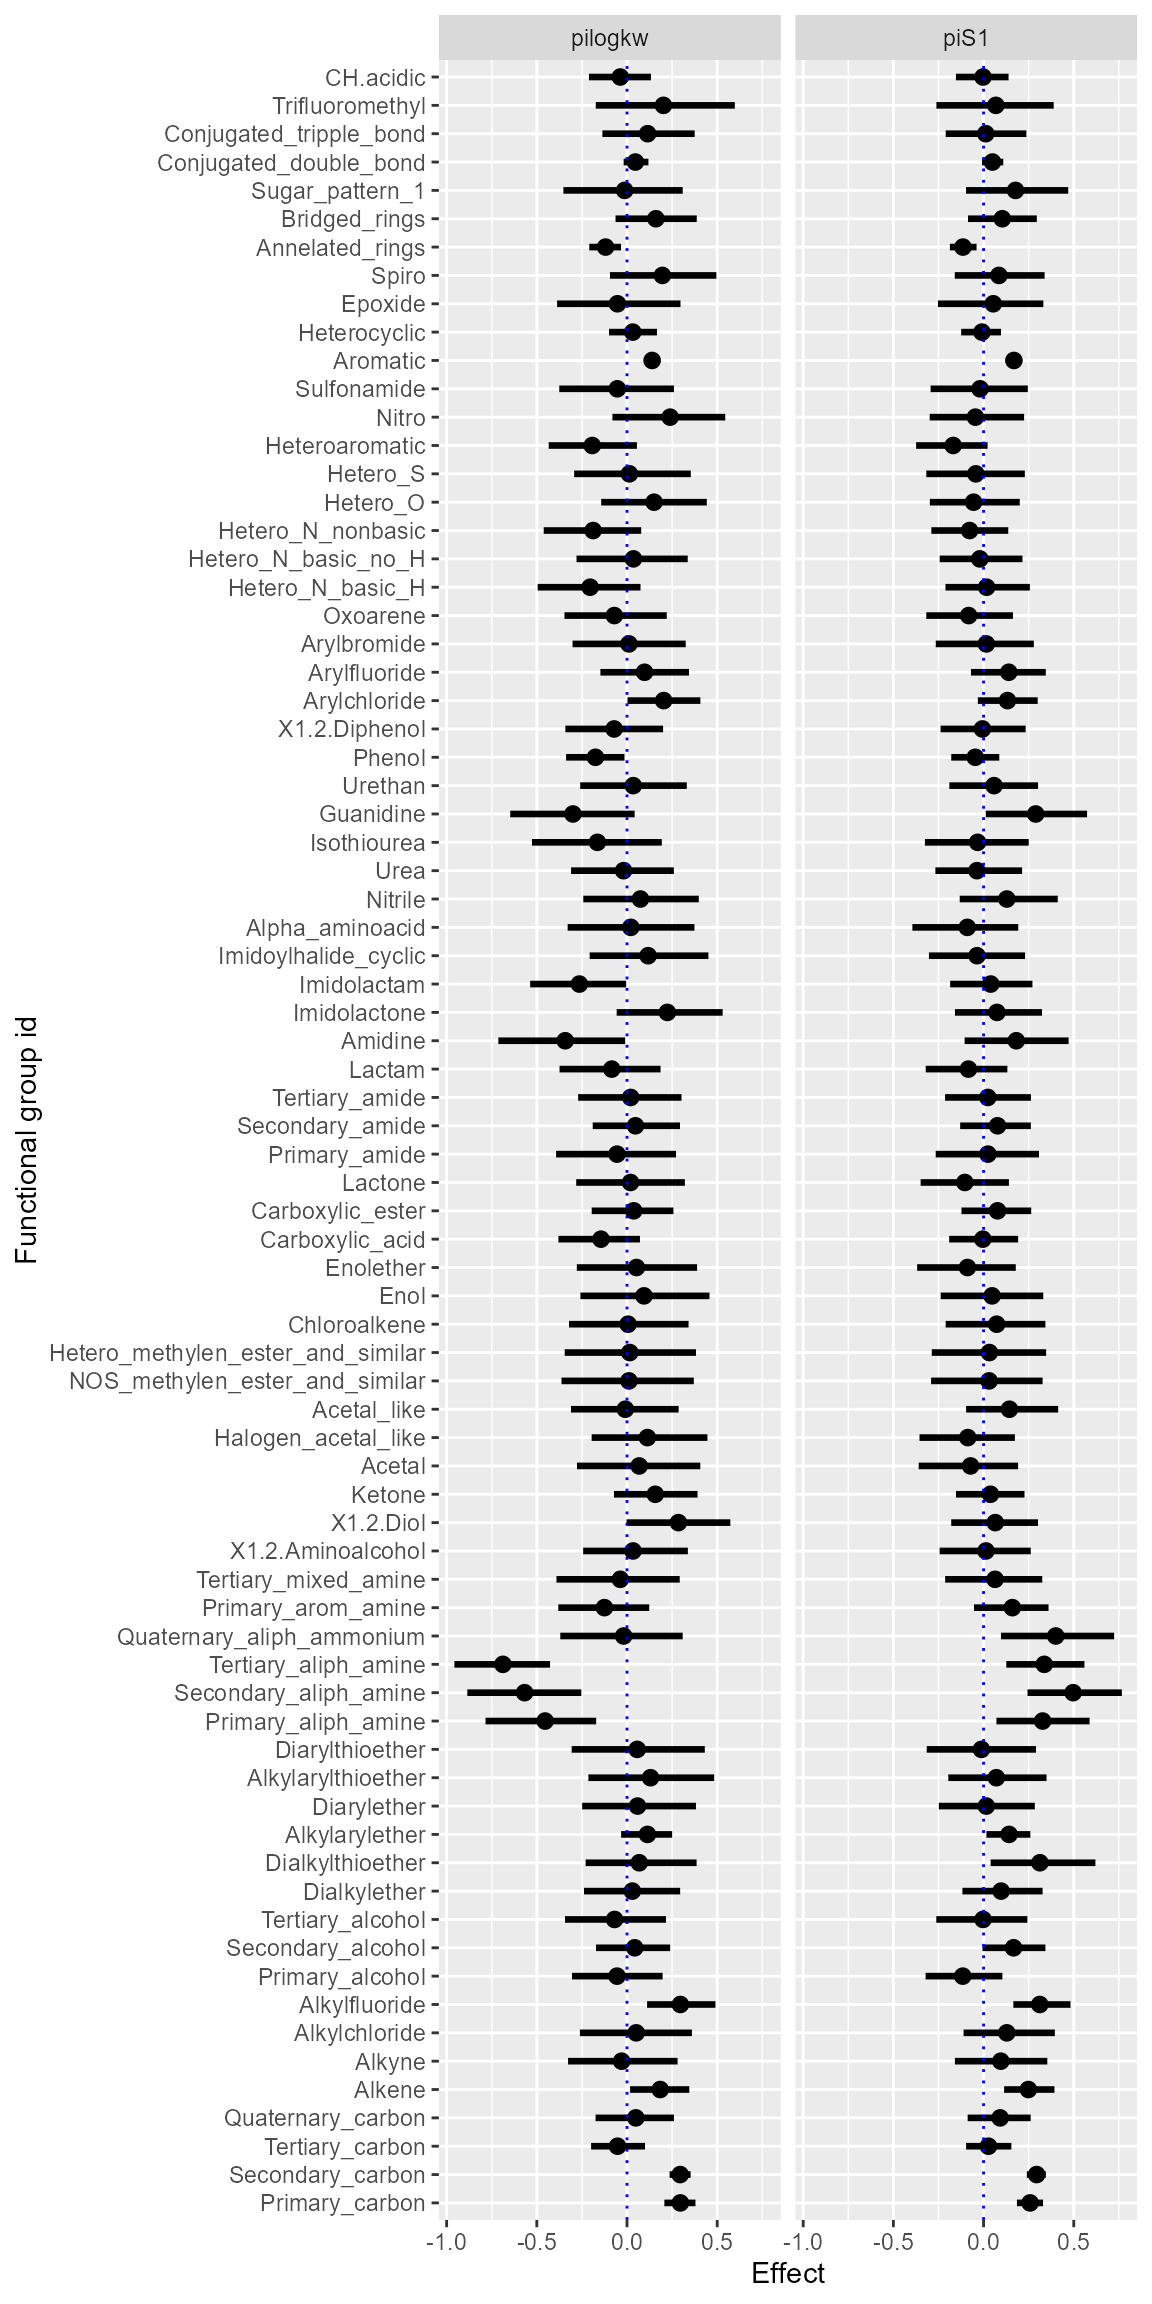 pilogkw
piS1
CH.acidic
Trifluoromethyl
Conjugated_tripple_bond
Conjugated_double_bond
Sugar_pattern_1
Bridged_rings
Annelated_rings
Spiro
Epoxide
Heterocyclic
Aromatic
Sulfonamide
Nitro
Heteroaromatic
Hetero_S
Hetero_O
Hetero_N_nonbasic
Hetero_N_basic_no_H
Hetero_N_basic_H
Oxoarene
Arylbromide
Arylfluoride
Arylchloride
X1.2.Diphenol
Phenol
Urethan
Guanidine
Isothiourea
Urea
Nitrile
Alpha_aminoacid
Imidoylhalide_cyclic
Imidolactam
Imidolactone
Amidine
Lactam
Tertiary_amide
Secondary_amide
Primary_amide
Lactone
Carboxylic_ester
Carboxylic_acid
Enolether
Enol
Chloroalkene
Hetero_methylen_ester_and_similar
NOS_methylen_ester_and_similar
Acetal_like
Halogen_acetal_like
Acetal
Ketone
X1.2.Diol
X1.2.Aminoalcohol
Tertiary_mixed_amine
Primary_arom_amine
Quaternary_aliph_ammonium
Tertiary_aliph_amine
Secondary_aliph_amine
Primary_aliph_amine
Diarylthioether
Alkylarylthioether
Diarylether
Alkylarylether
Dialkylthioether
Dialkylether
Tertiary_alcohol
Secondary_alcohol
Primary_alcohol
Alkylfluoride
Alkylchloride
Alkyne
Alkene
Quaternary_carbon
Tertiary_carbon
Secondary_carbon
Primary_carbon
Functional group id
-1.0 -0.5 0.0 0.5
-1.0 -0.5 0.0 0.5
Effect